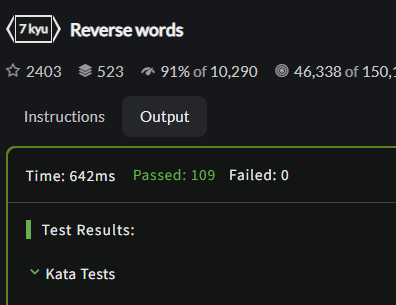 7 kyu Reverse words
2403 523 91% of 10,290 46,338 of 150,1
Instructions Output
Time: 642ms Passed: 109 Failed: 0
Test Results:
Kata Tests